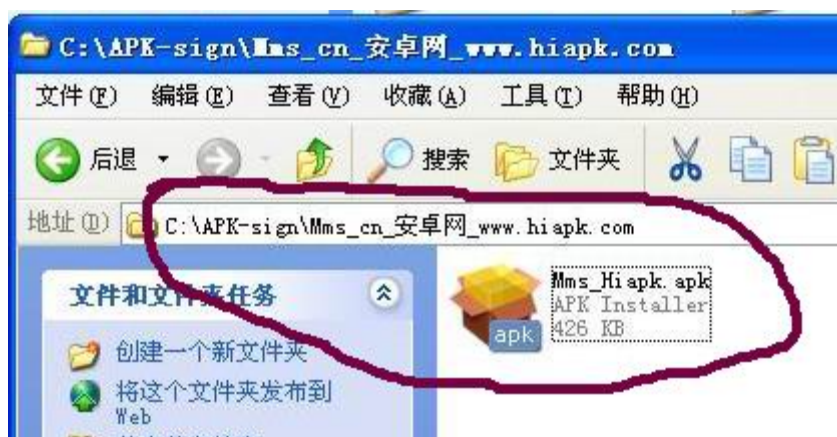 C:\APK-sign\Mms_cn_安卓网_www.hiapk.com
文件(F) 编辑(E) 查看(V) 收藏(A) 工具(T) 帮助(H)
后退 搜索 文件夹
地址(D) C:\APK-sign\Mms_cn_安卓网_www.hiapk.com
文件和文件夹任务
创建一个新文件夹
将这个文件夹发布到
Web
Mms_Hiapk.apk
APK Installer
426 KB
apk